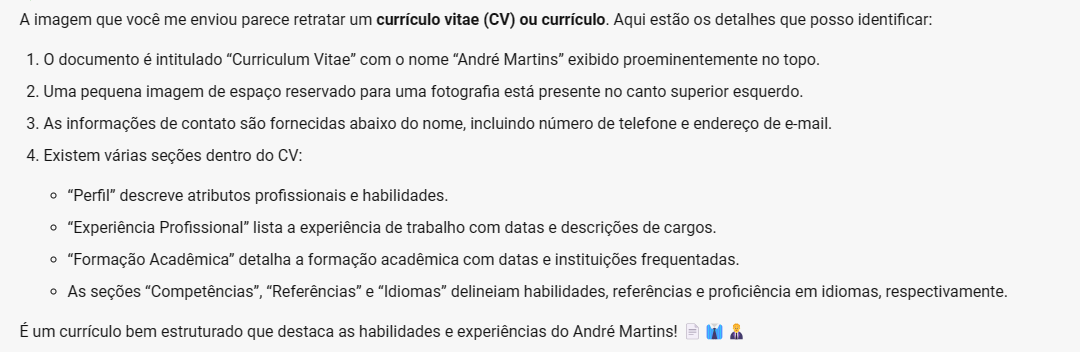 A imagem que você me enviou parece retratar um currículo vitae (CV) ou currículo. Aqui estão os detalhes que posso identificar:
1. O documento é intitulado “Curriculum Vitae” com o nome “André Martins” exibido proeminentemente no topo.
2. Uma pequena imagem de espaço reservado para uma fotografia está presente no canto superior esquerdo.
3. As informações de contato são fornecidas abaixo do nome, incluindo número de telefone e endereço de e-mail.
4. Existem várias seções dentro do CV:
◦ “Perfil” descreve atributos profissionais e habilidades.
◦ “Experiência Profissional” lista a experiência de trabalho com datas e descrições de cargos.
◦ “Formação Acadêmica” detalha a formação acadêmica com datas e instituições frequentadas.
◦ As seções “Competências”, “Referências” e “Idiomas” delineiam habilidades, referências e proficiência em idiomas, respectivamente.
É um currículo bem estruturado que destaca as habilidades e experiências do André Martins! 📄 👔 👨‍💼